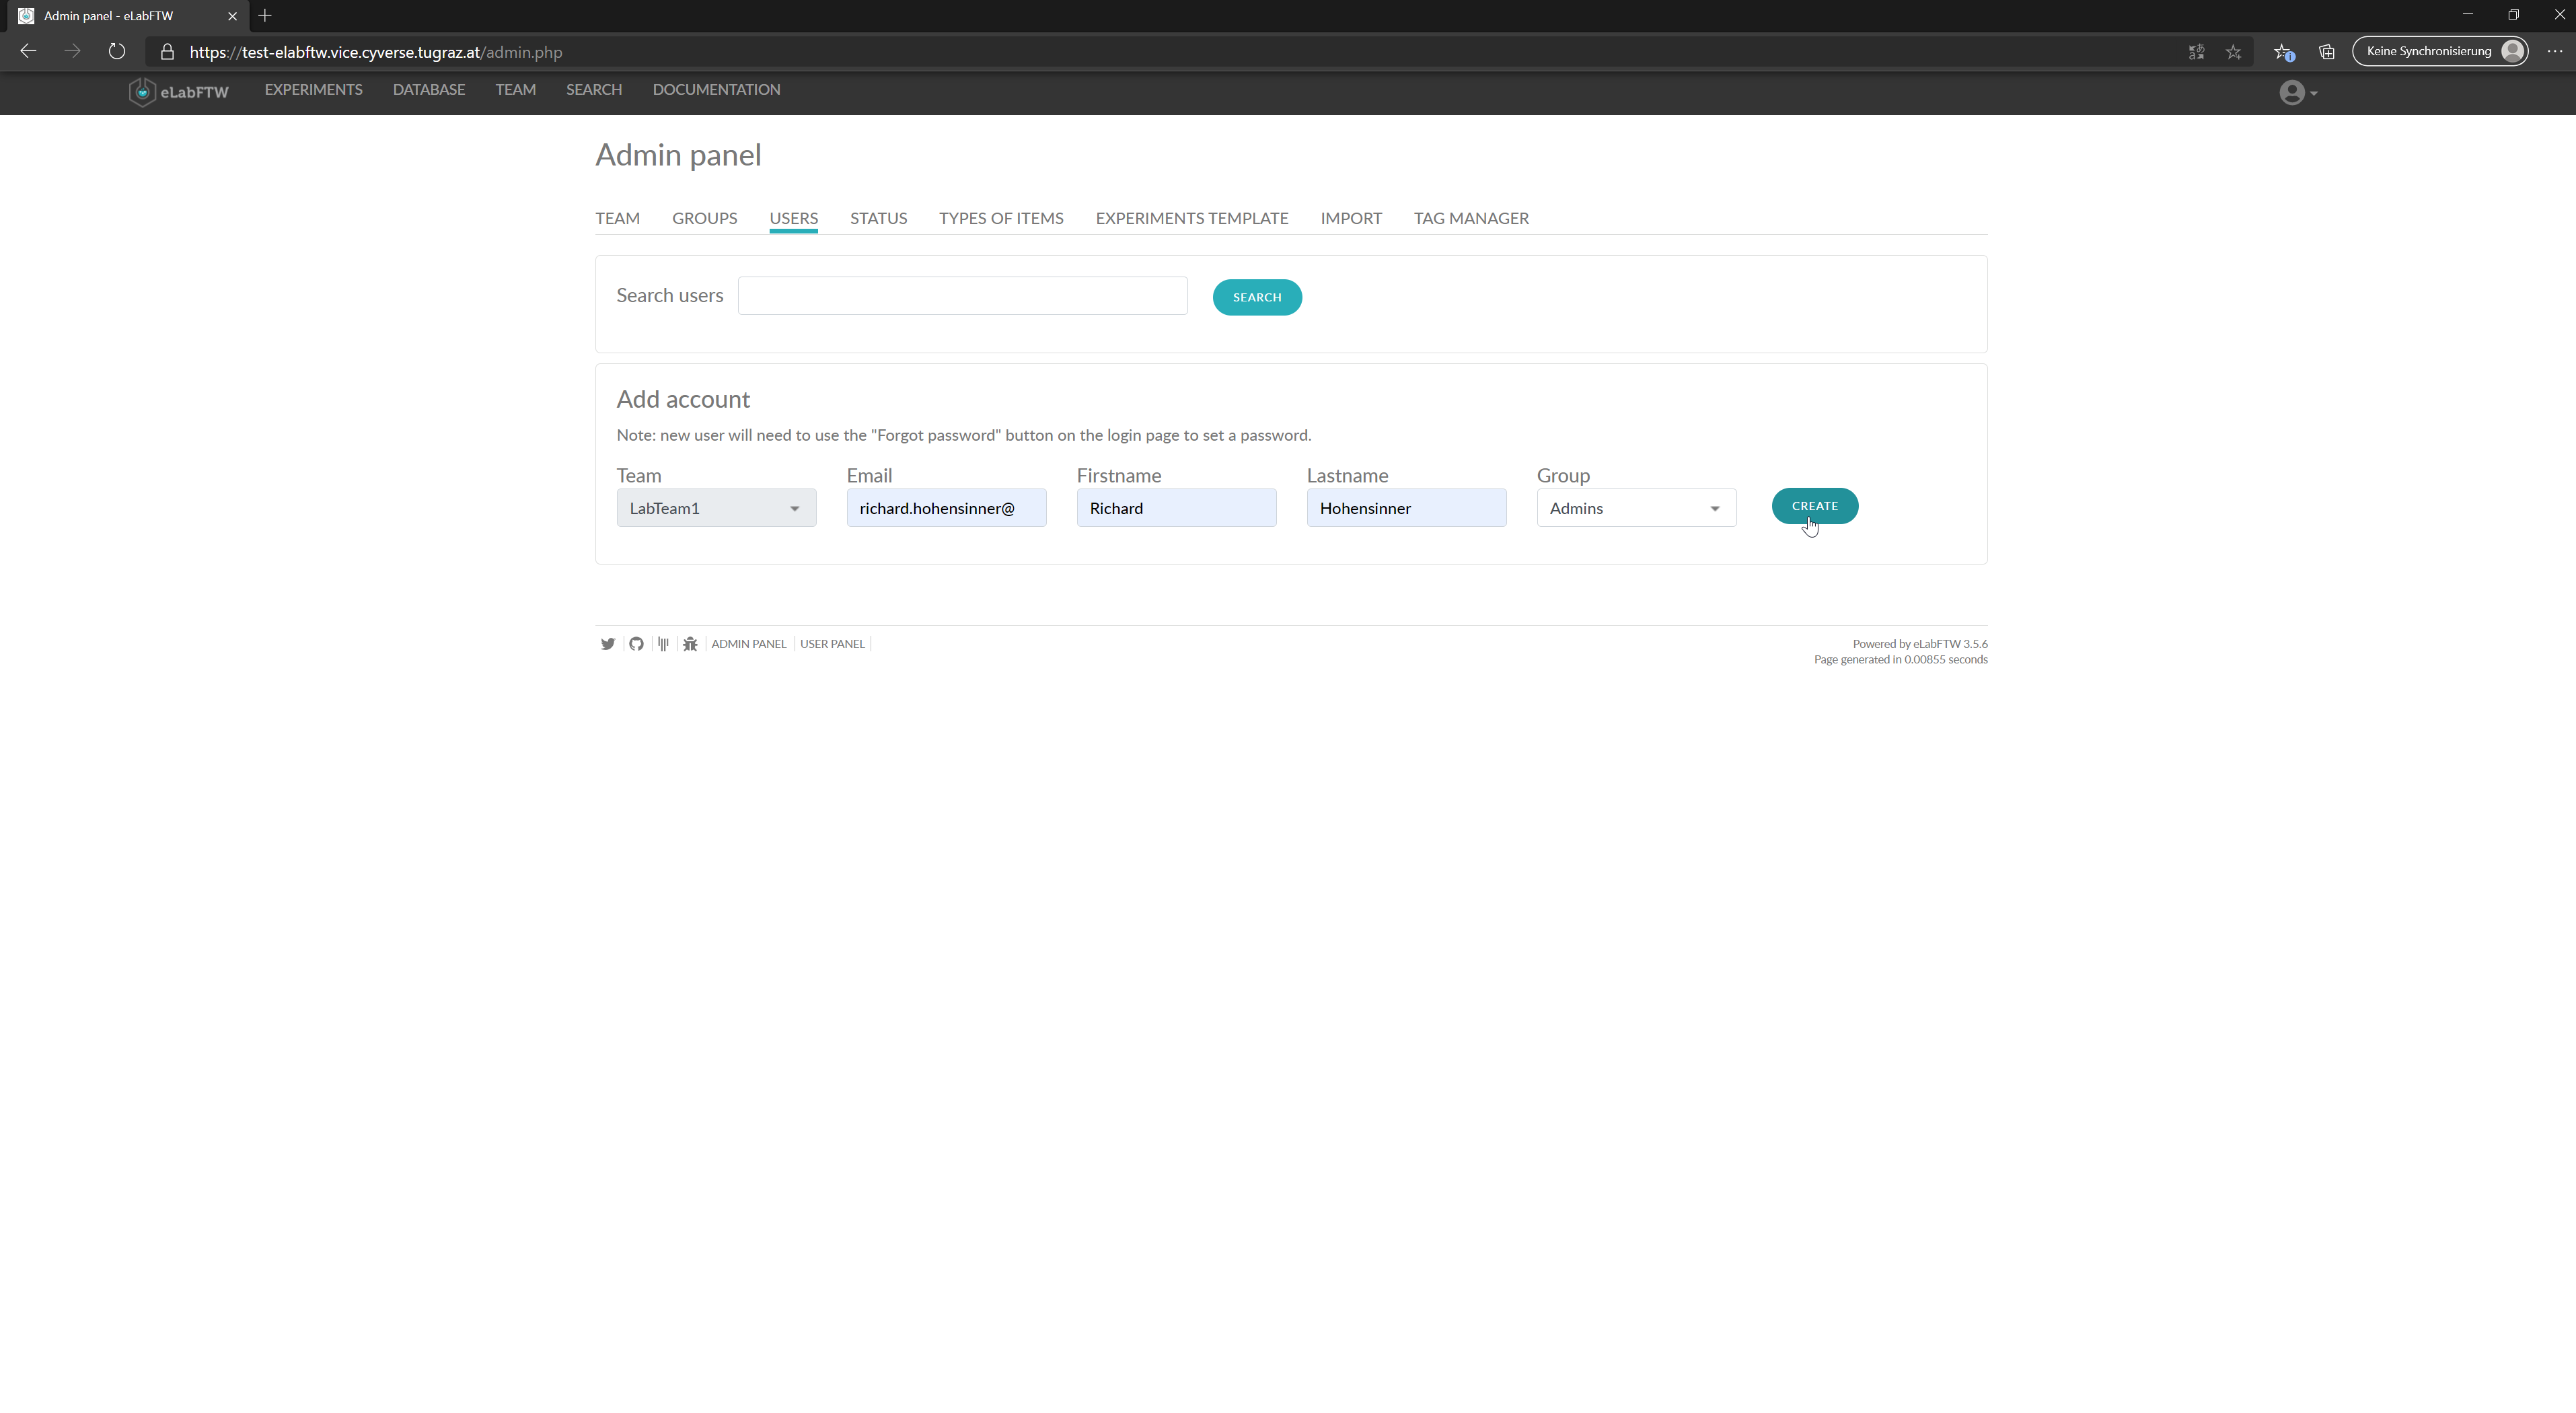 Admin panel - eLabFTW
https://test-elabftw.vice.cyverse.tugraz.at/admin.php
Keine Synchronisierung
eLabFTW EXPERIMENTS DATABASE TEAM SEARCH DOCUMENTATION
Admin panel
TEAM GROUPS USERS STATUS TYPES OF ITEMS EXPERIMENTS TEMPLATE IMPORT TAG MANAGER
Search users SEARCH
Add account
Note: new user will need to use the "Forgot password" button on the login page to set a password.
Team Email Firstname Lastname Group
LabTeam1 richard.hohensinner@ Richard Hohensinner Admins CREATE
ADMIN PANEL USER PANEL
Powered by eLabFTW 3.5.6
Page generated in 0.00855 seconds